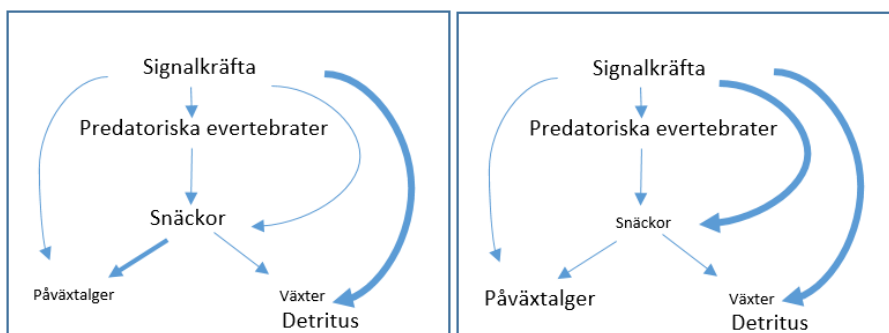 Signalkräfta
Predatoriska evertebrater
Snäckor
Påväxtalger
Växter
Detritus
Signalkräfta
Predatoriska evertebrater
Snäckor
Påväxtalger
Växter
Detritus